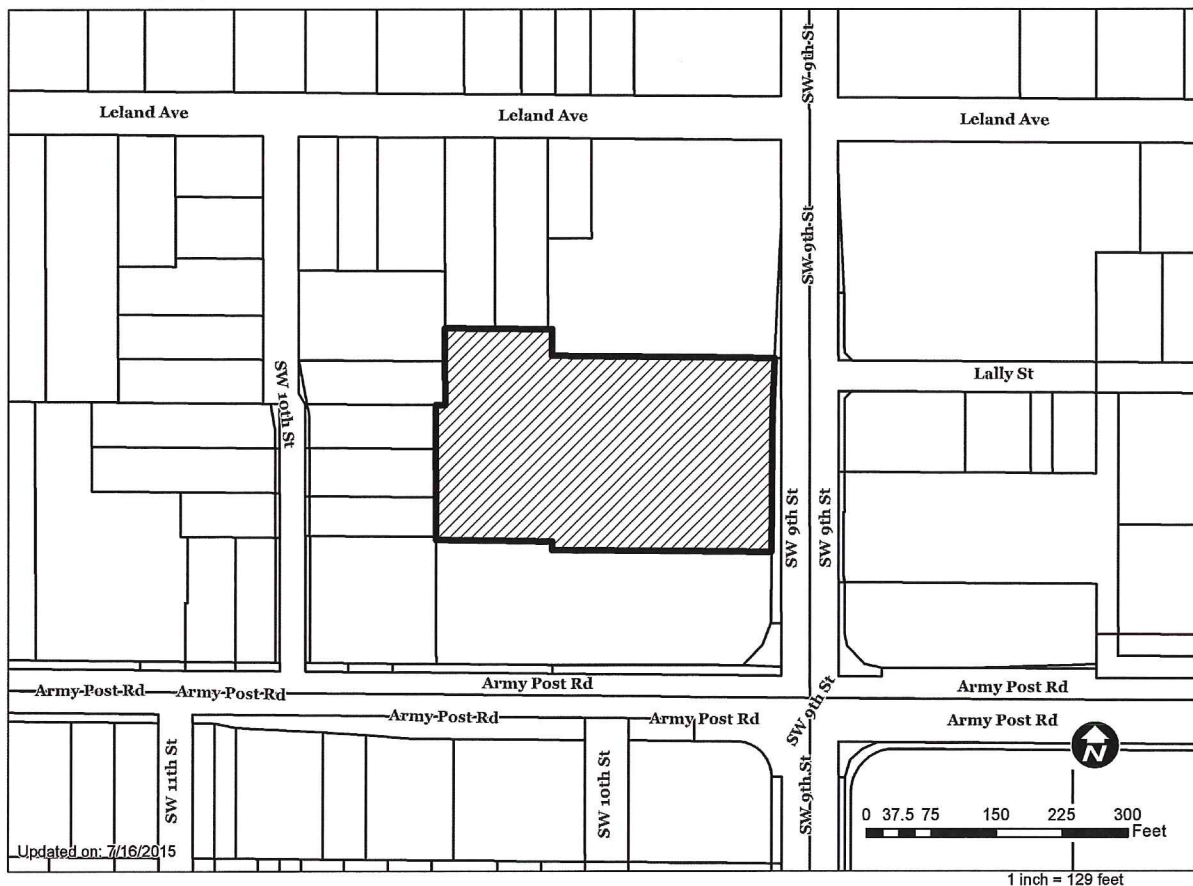 SW 9th St
Leland Ave
Leland Ave
Leland Ave
SW 9th St
Lally St
SW 10th St
SW 9th St
SW 9th St
Army Post Rd
Army Post Rd
Army Post Rd
Army Post Rd
Army Post Rd
Army Post Rd
Army Post Rd
SW 9th St
SW 11th St
SW 10th St
SW 9th St
N
0 37.5 75 150 225 300
Feet
Updated on: 7/16/2015
1 inch = 129 feet